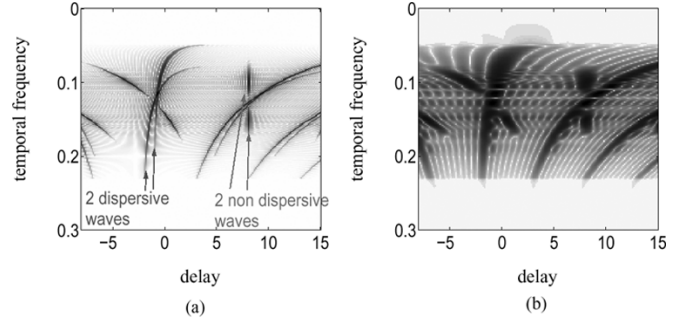 0
0.1
0.2
0.3
temporal frequency
2 dispersive
waves
2 non dispersive
waves
−5
0
5
10
15
delay
(a)
0
0.1
0.2
0.3
temporal frequency
−5
0
5
10
15
delay
(b)